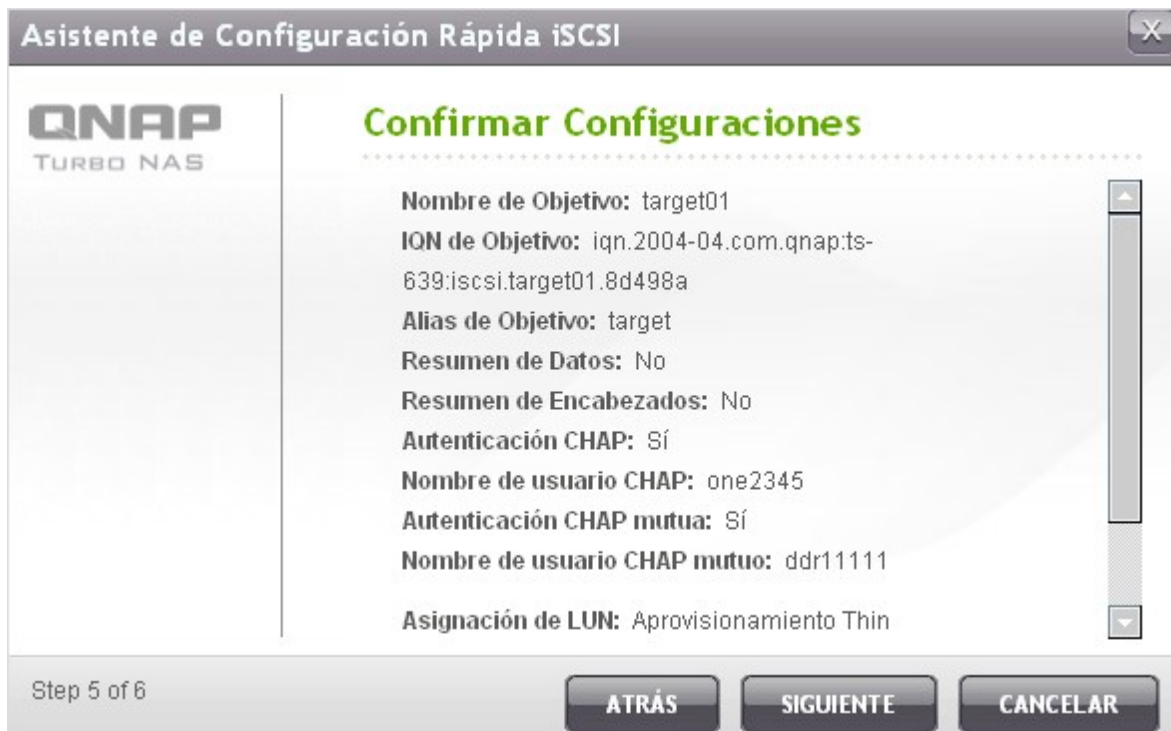 Asistente de Configuración Rápida iSCSI
X
QNAP
TURBO NAS
Confirmar Configuraciones
Nombre de Objetivo: target01
IQN de Objetivo: iqn.2004-04.com.qnap:ts-
639:iscsi.target01.8d498a
Alias de Objetivo: target
Resumen de Datos: No
Resumen de Encabezados: No
Autenticación CHAP: Sí
Nombre de usuario CHAP: one2345
Autenticación CHAP mutua: Sí
Nombre de usuario CHAP mutuo: ddr11111
Asignación de LUN: Aprovisionamiento Thin
Step 5 of 6
ATRÁS
SIGUIENTE
CANCELAR